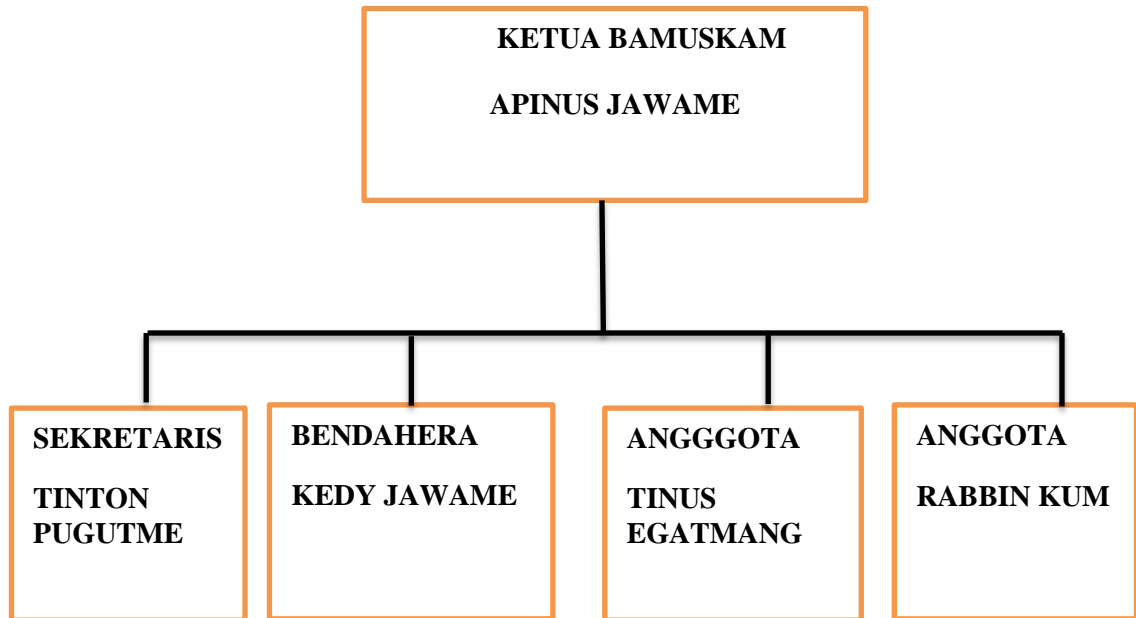 KETUA BAMUSKAM
APINUS JAWAME
SEKRETARIS
TINTON
PUGUTME
BENDAHERA
KEDY JAWAME
ANGGGOTA
TINUS
EGATMANG
ANGGOTA
RABBIN KUM